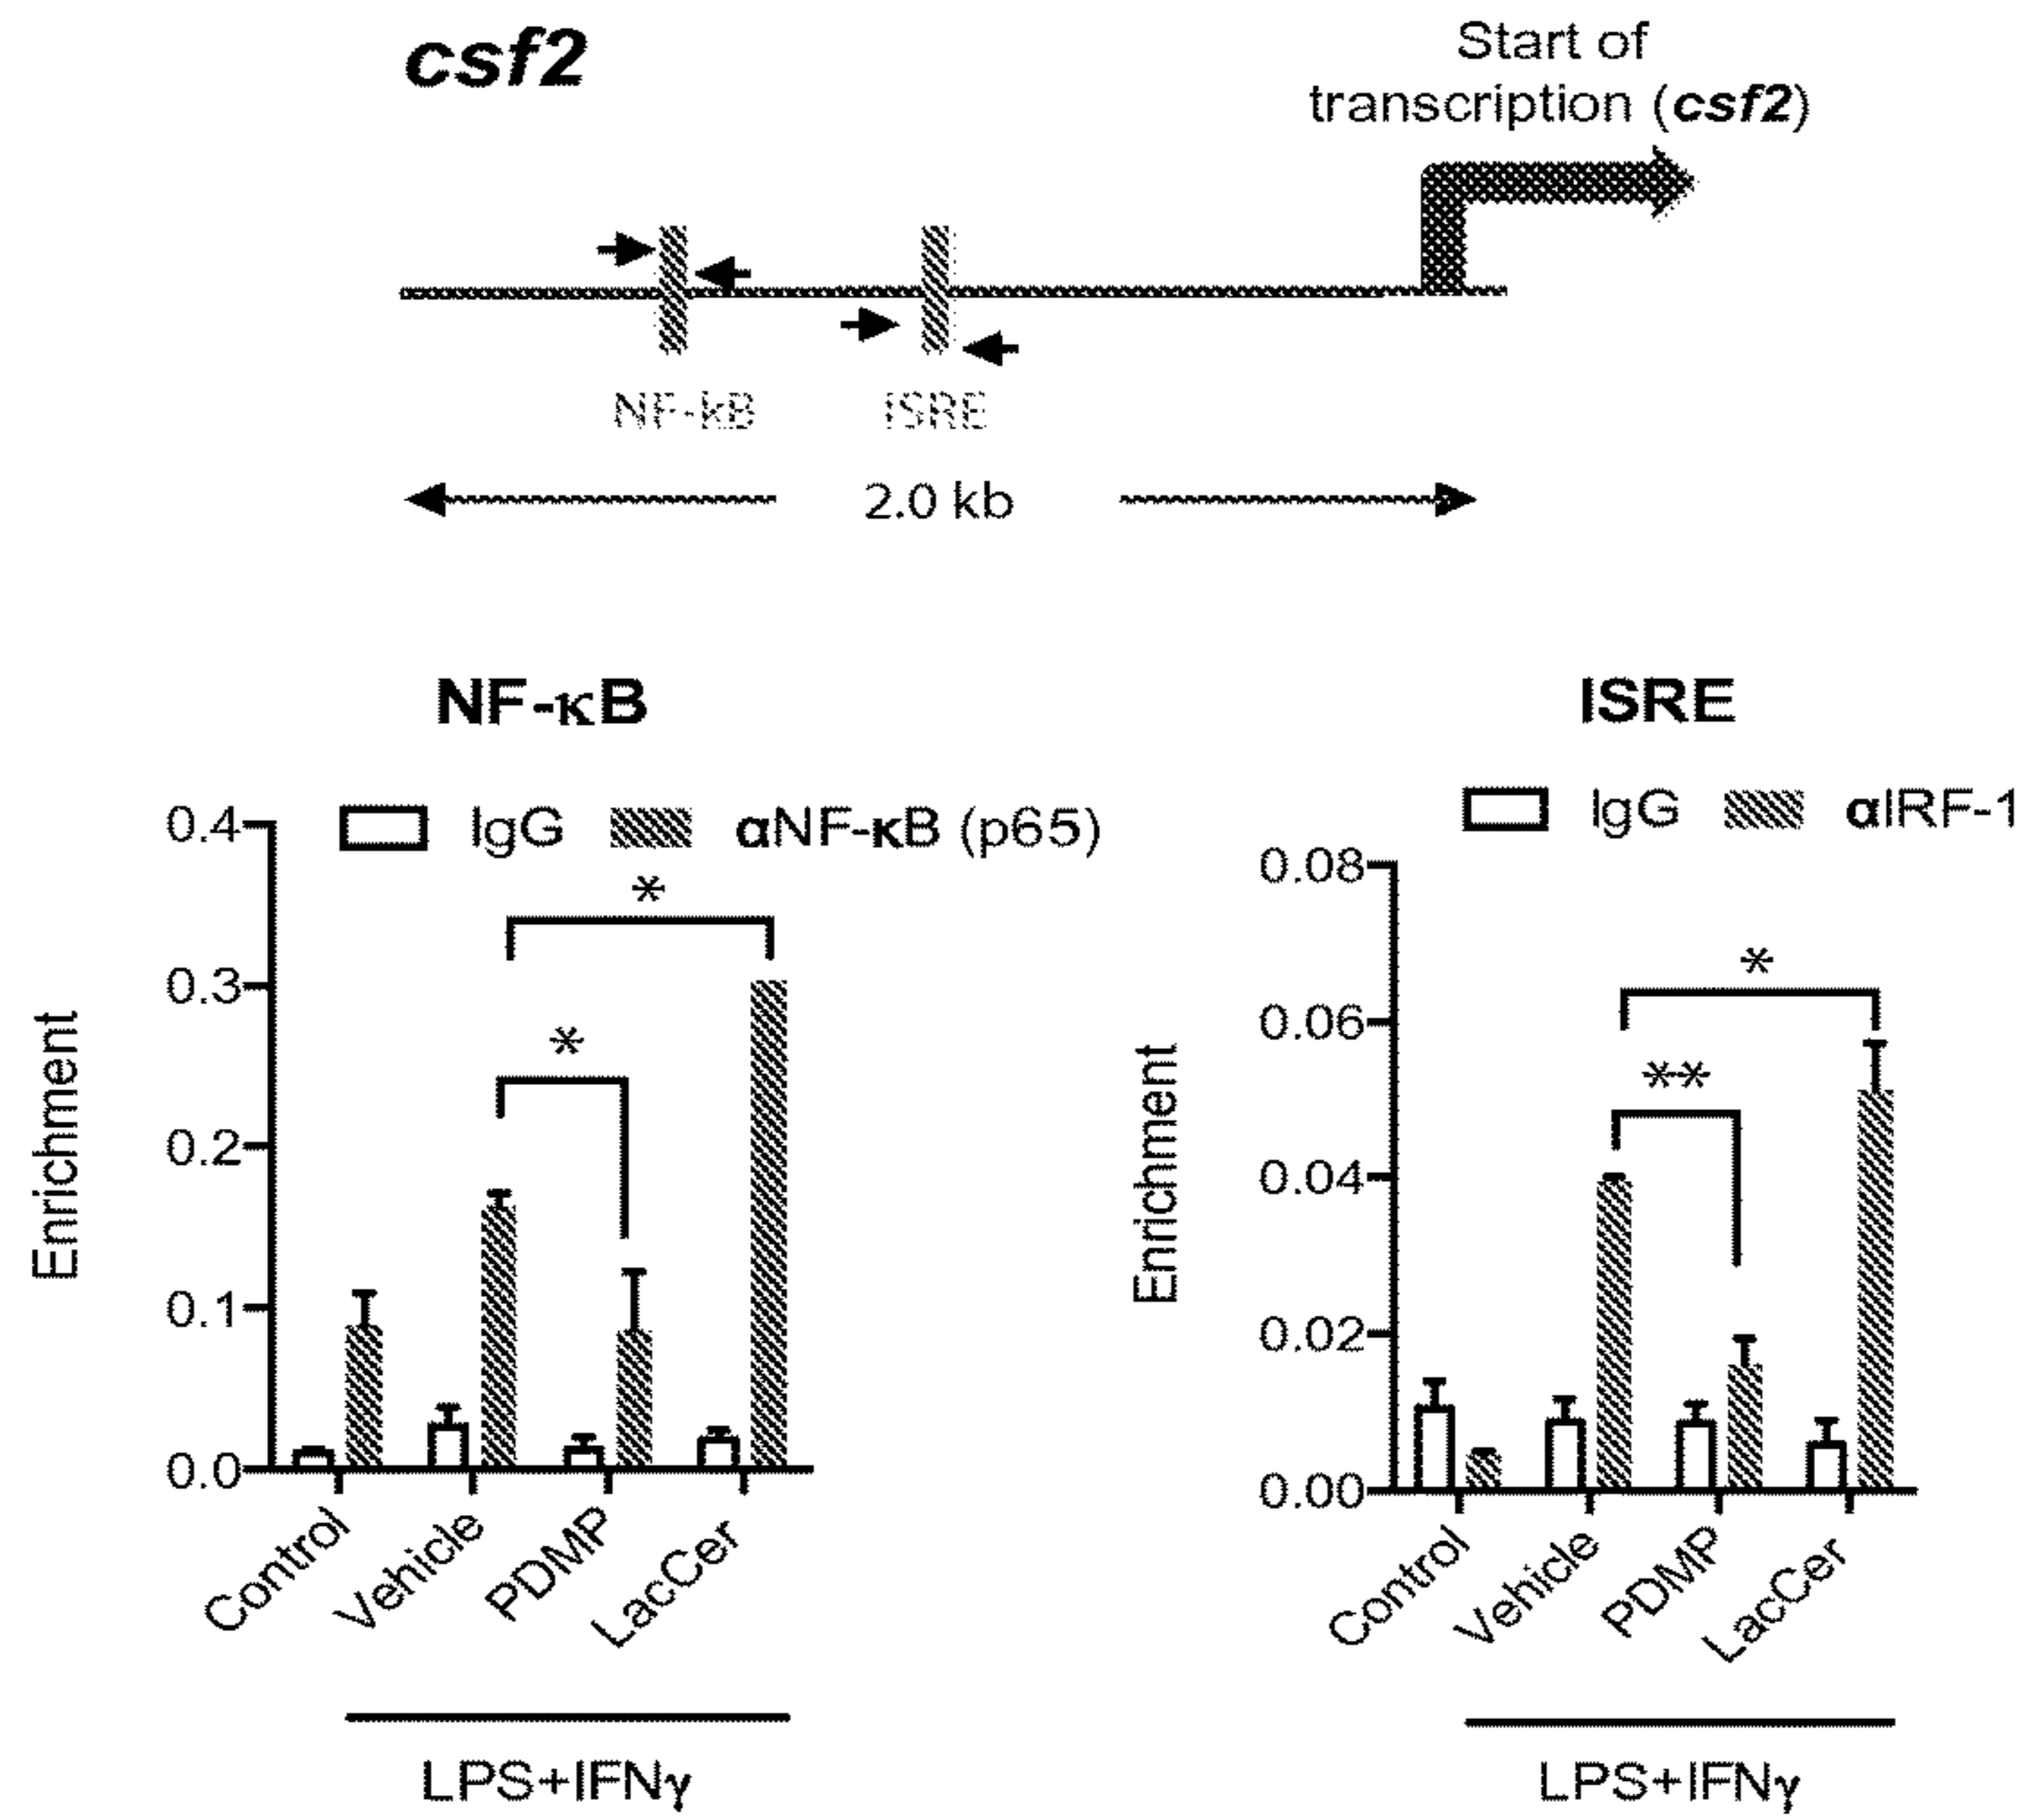 csf2
Start of
transcription (csf2)
NF-kB
ISRE
2.0 kb
NF-κB
IgG
αNF-κB (p65)
Enrichment
0.4
0.3
0.2
0.1
0.0
*
*
Control
Vehicle
PDMP
LacCer
LPS+IFNγ
ISRE
IgG
αIRF-1
Enrichment
0.08
0.06
0.04
0.02
0.00
*
**
Control
Vehicle
PDMP
LacCer
LPS+IFNγ